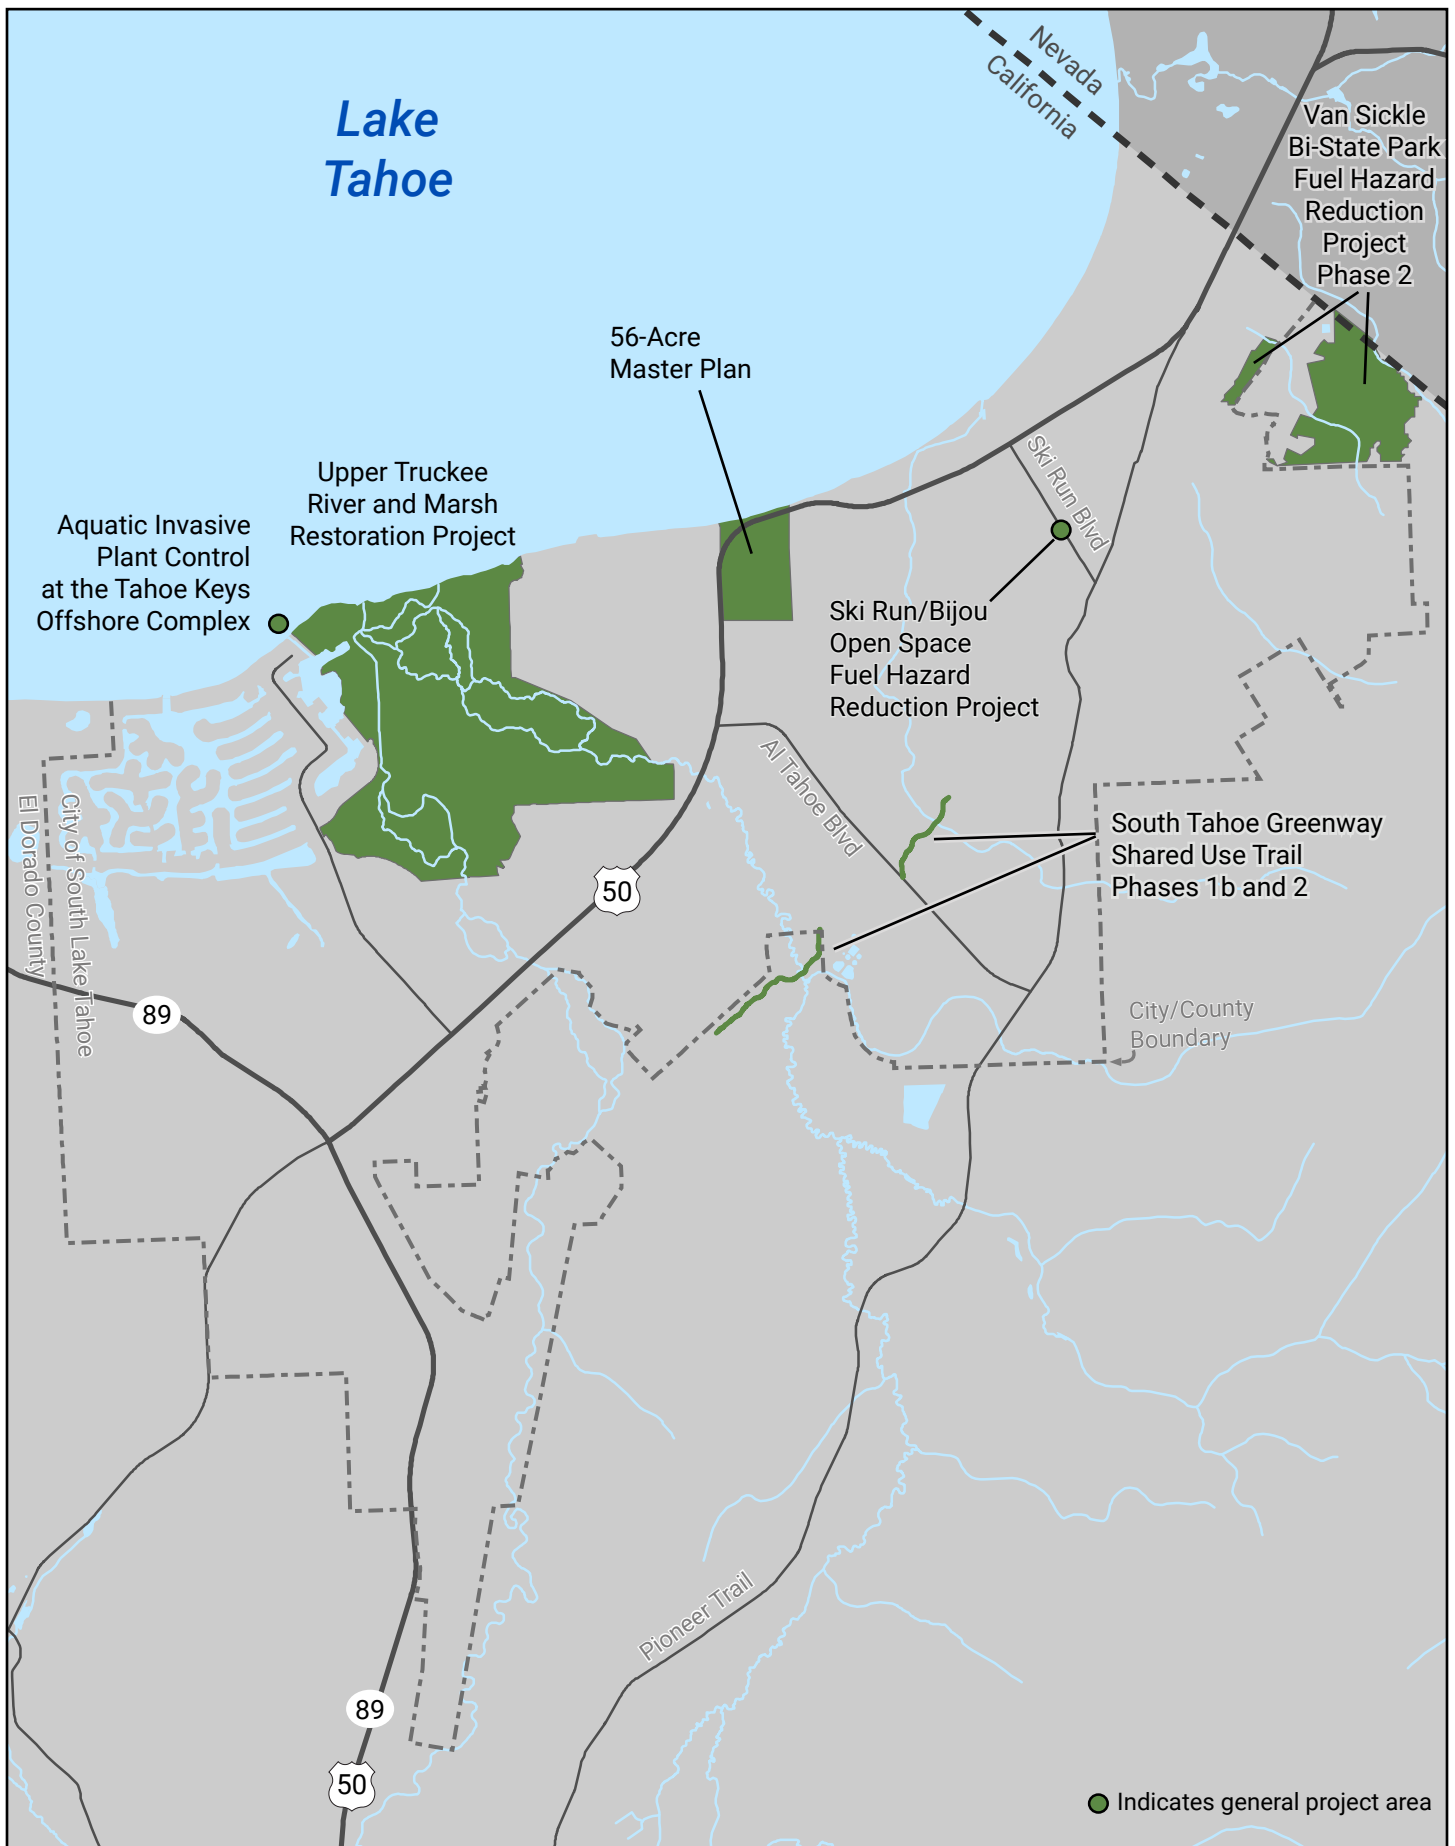 Lake
Tahoe
Nevada
California
Van Sickle
Bi-State Park
Fuel Hazard
Reduction
Project
Phase 2
56-Acre
Master Plan
Upper Truckee
River and Marsh
Restoration Project
Aquatic Invasive
Plant Control
at the Tahoe Keys
Offshore Complex
Ski Run Blvd
Ski Run/Bijou
Open Space
Fuel Hazard
Reduction Project
Al Tahoe Blvd
South Tahoe Greenway
Shared Use Trail
Phases 1b and 2
El Dorado County
City of South Lake Tahoe
50
89
City/County
Boundary
Pioneer Trail
89
50
Indicates general project area